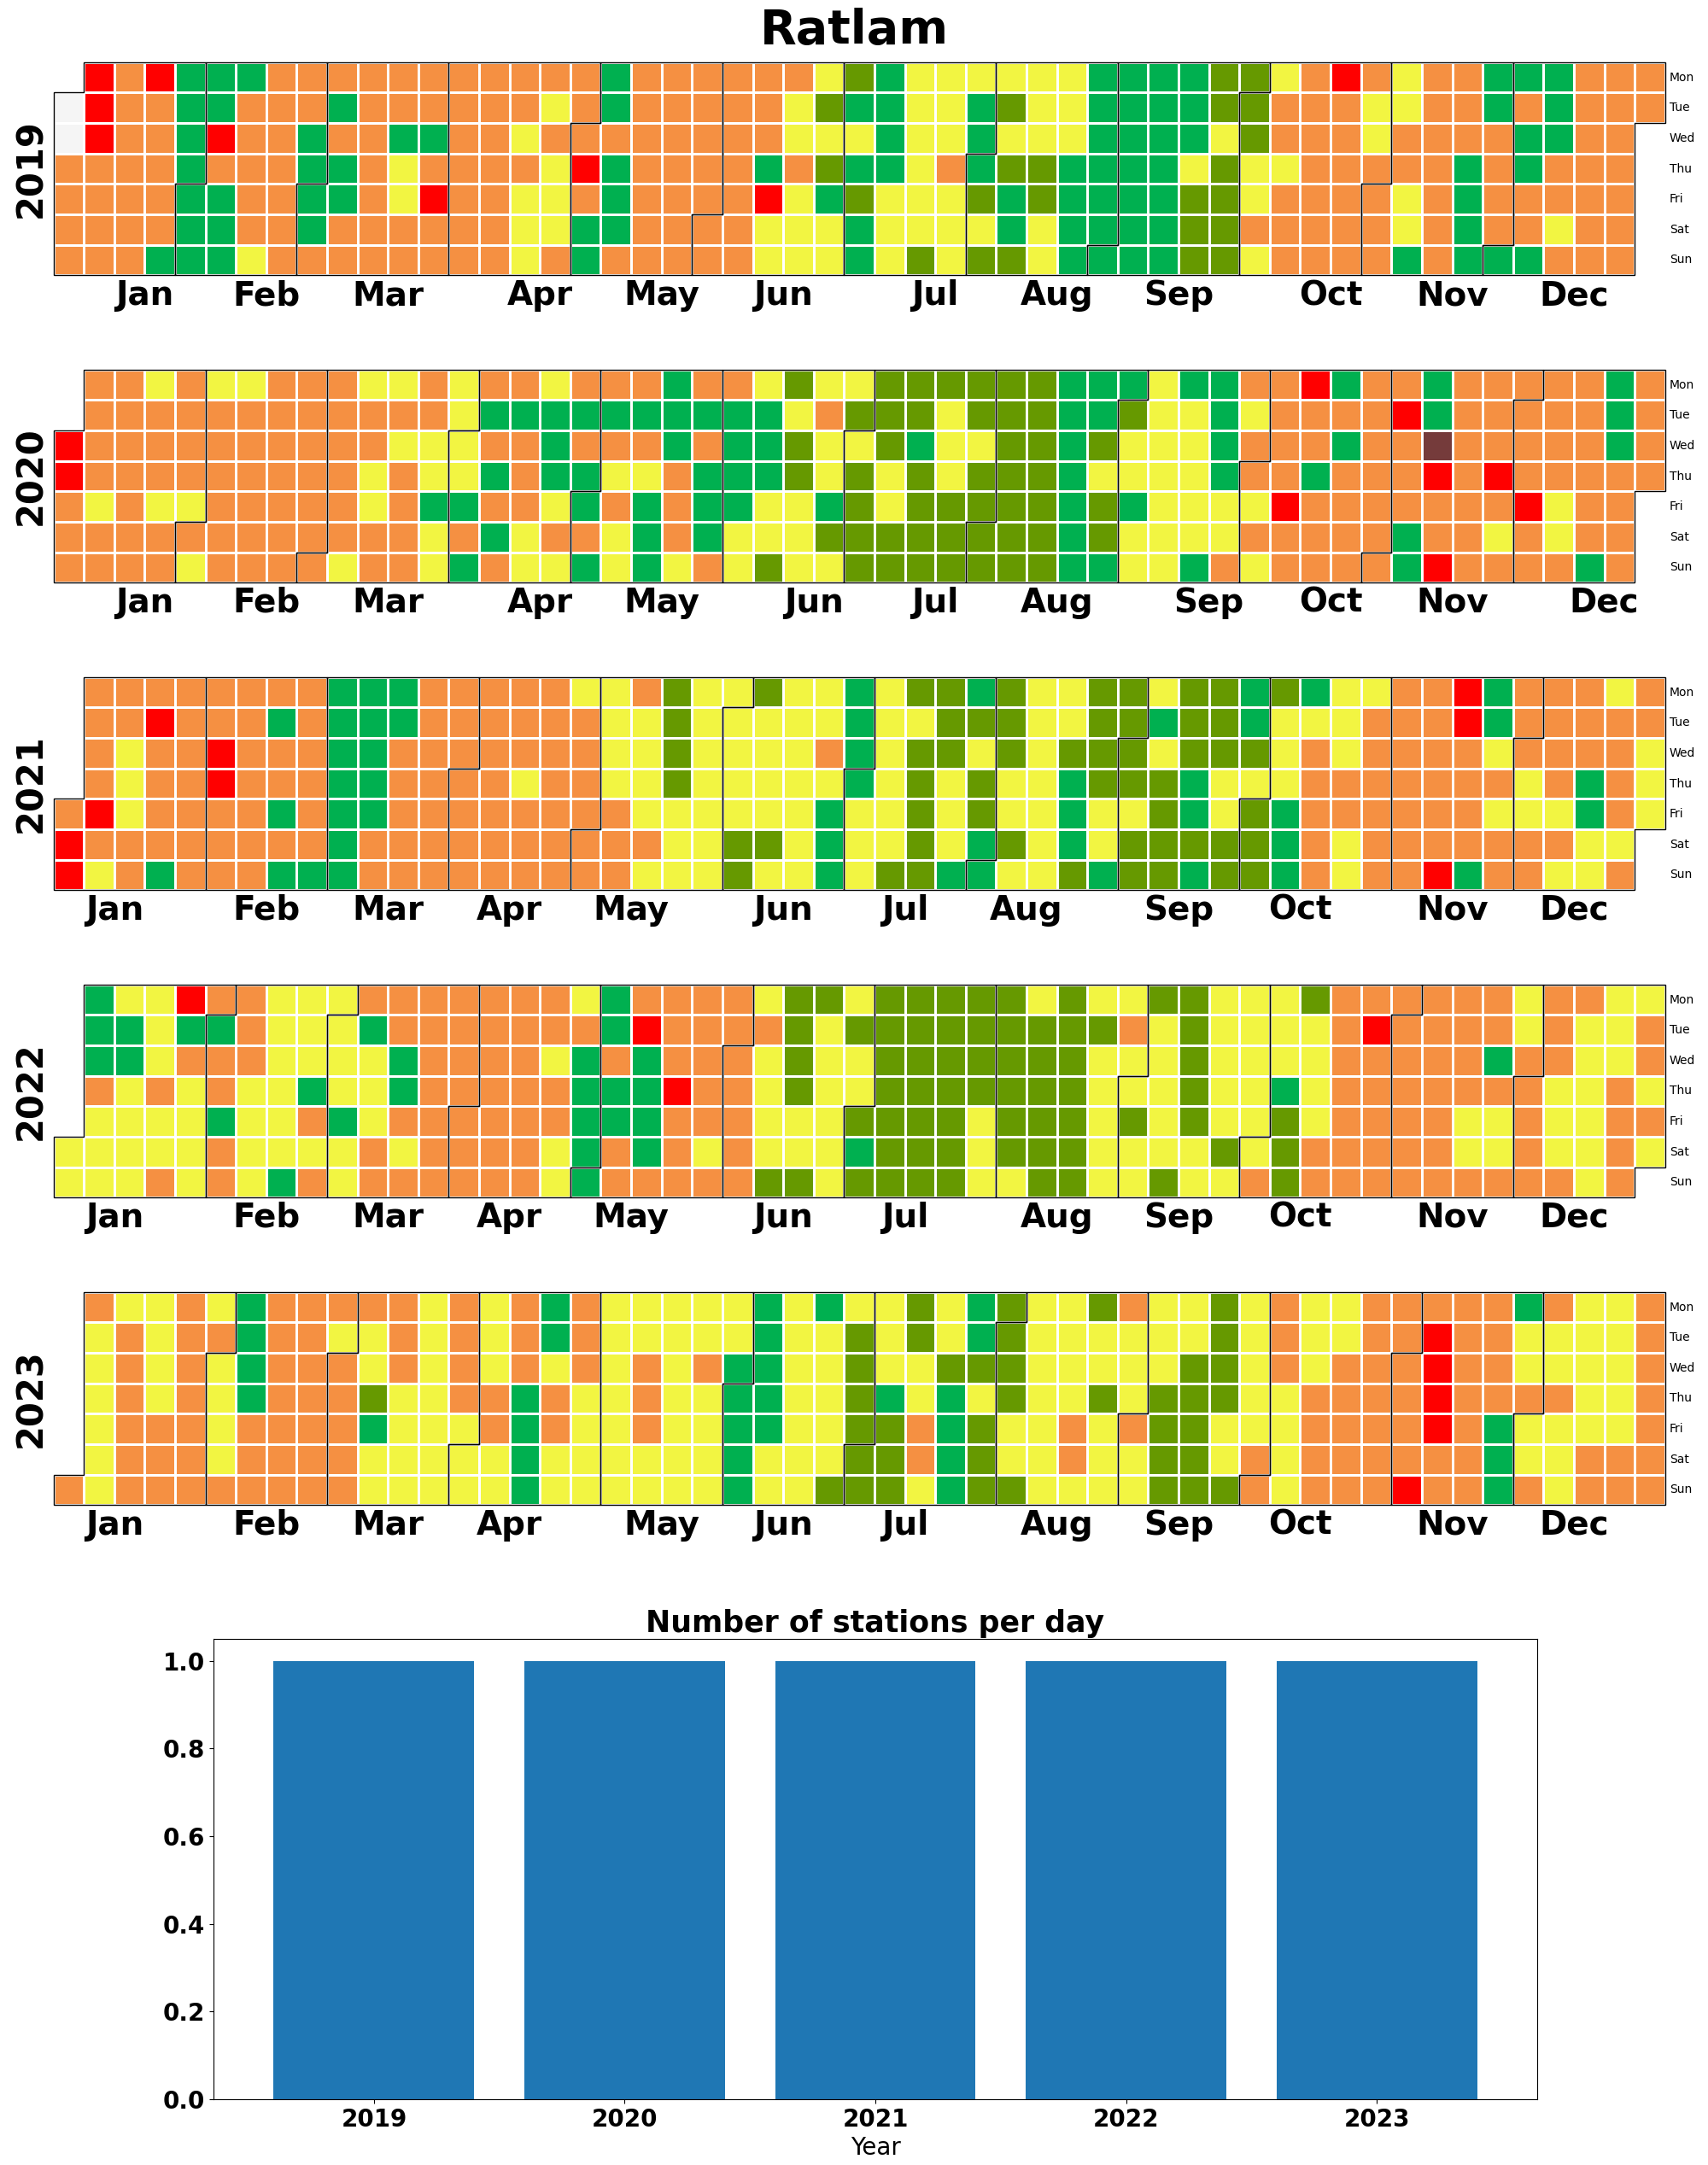 Ratlam
2019
Mon
Tue
Wed
Thu
Fri
Sat
Sun
Jan Feb Mar Apr May Jun Jul Aug Sep Oct Nov Dec
2020
Mon
Tue
Wed
Thu
Fri
Sat
Sun
Jan Feb Mar Apr May Jun Jul Aug Sep Oct Nov Dec
2021
Mon
Tue
Wed
Thu
Fri
Sat
Sun
Jan Feb Mar Apr May Jun Jul Aug Sep Oct Nov Dec
2022
Mon
Tue
Wed
Thu
Fri
Sat
Sun
Jan Feb Mar Apr May Jun Jul Aug Sep Oct Nov Dec
2023
Mon
Tue
Wed
Thu
Fri
Sat
Sun
Jan Feb Mar Apr May Jun Jul Aug Sep Oct Nov Dec
Number of stations per day
1.0
0.8
0.6
0.4
0.2
0.0
2019 2020 2021 2022 2023
Year